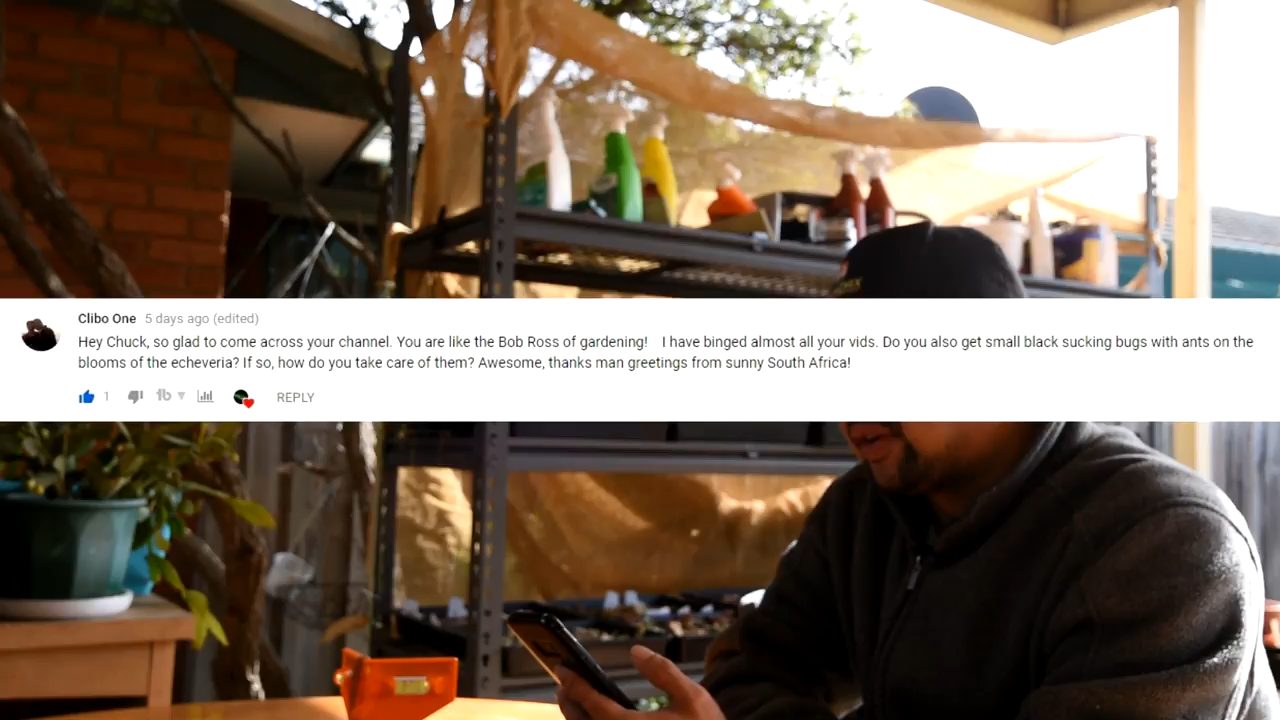 Clibo One 5 days ago (edited)
Hey Chuck, so glad to come across your channel. You are like the Bob Ross of gardening! I have binged almost all your vids. Do you also get small black sucking bugs with ants on the
blooms of the echeveria? If so, how do you take care of them? Awesome, thanks man greetings from sunny South Africa!
1 tb REPLY